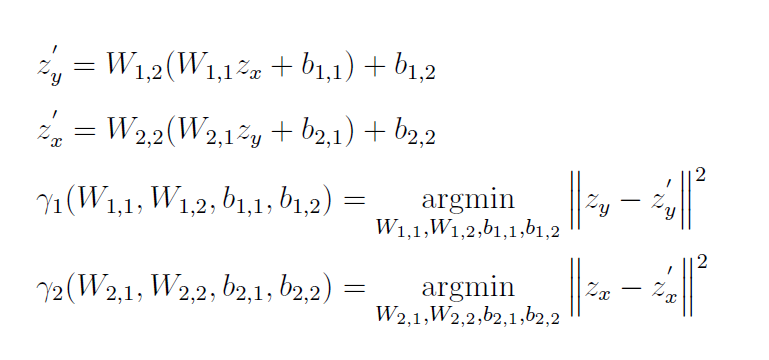 z_y^' = W_{1,2}(W_{1,1}z_x + b_{1,1}) + b_{1,2}
z_x^' = W_{2,2}(W_{2,1}z_y + b_{2,1}) + b_{2,2}
γ_1(W_{1,1}, W_{1,2}, b_{1,1}, b_{1,2}) = argmin_{W_{1,1},W_{1,2},b_{1,1},b_{1,2}} ‖z_y − z_y^'‖^2
γ_2(W_{2,1}, W_{2,2}, b_{2,1}, b_{2,2}) = argmin_{W_{2,1},W_{2,2},b_{2,1},b_{2,2}} ‖z_x − z_x^'‖^2